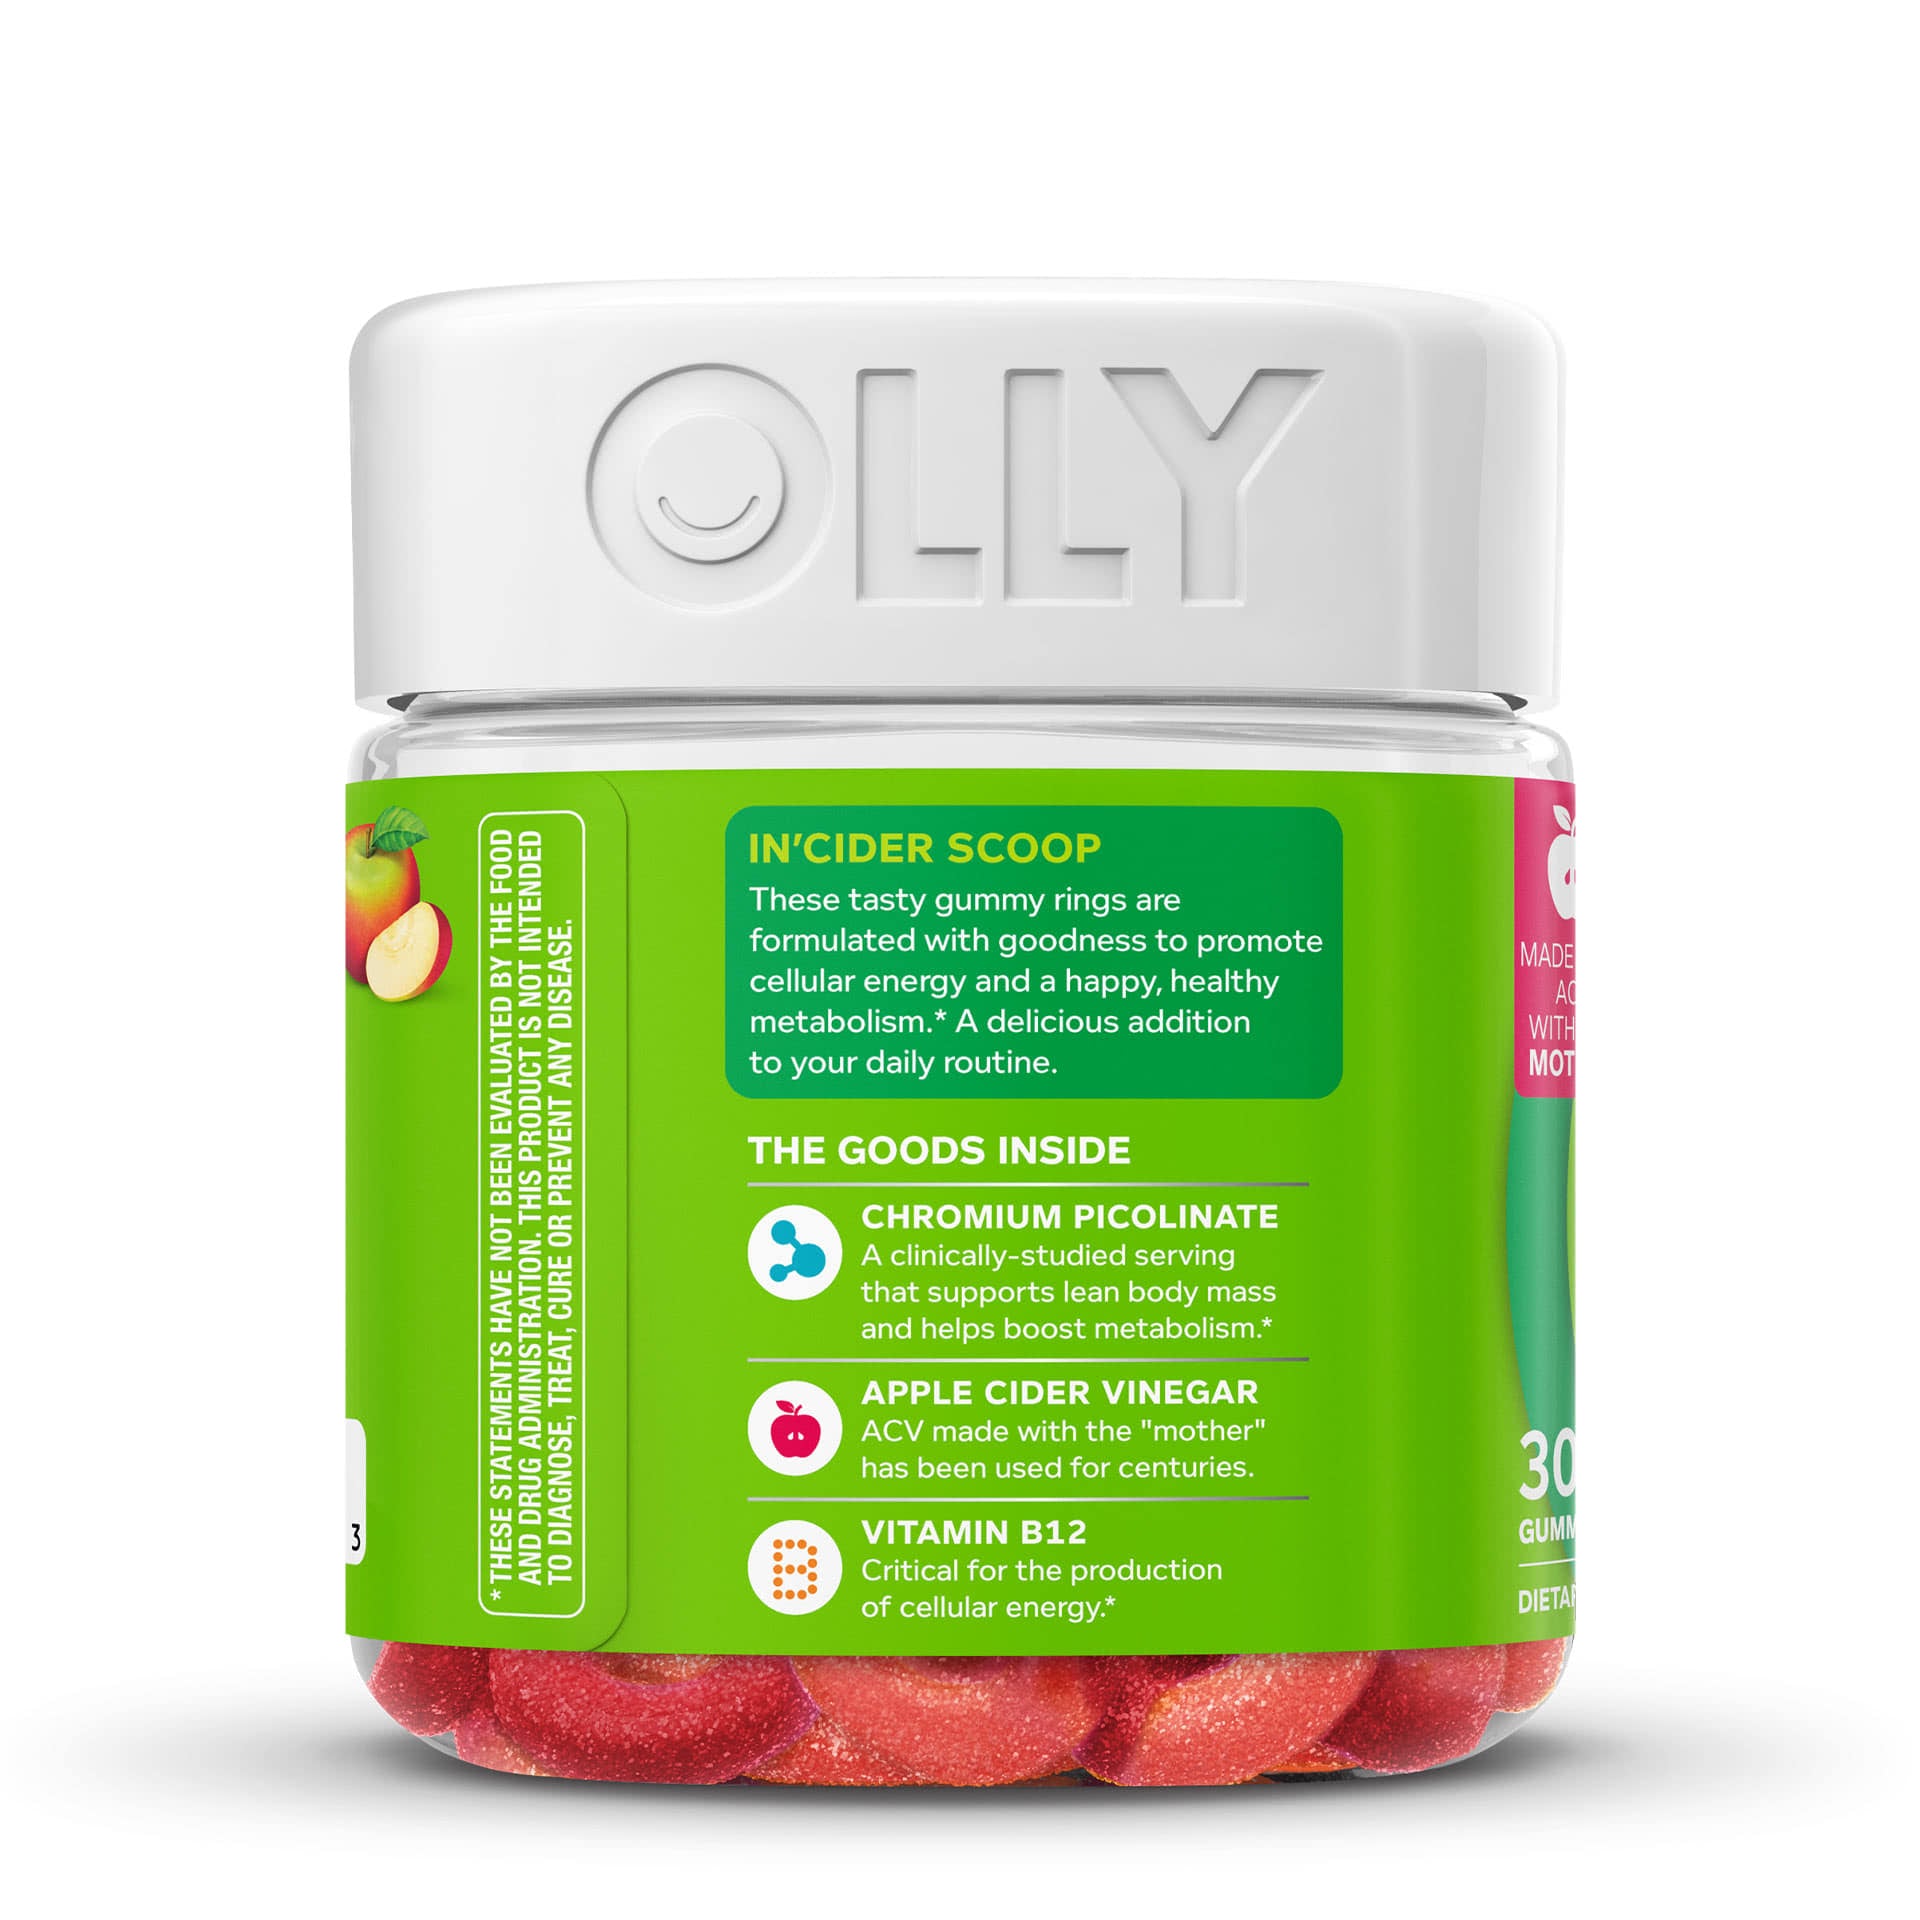 OLLY
* THESE STATEMENTS HAVE NOT BEEN EVALUATED BY THE FOOD
AND DRUG ADMINISTRATION. THIS PRODUCT IS NOT INTENDED
TO DIAGNOSE, TREAT, CURE OR PREVENT ANY DISEASE.
3
IN'CIDER SCOOP
These tasty gummy rings are
formulated with goodness to promote
cellular energy and a happy, healthy
metabolism.* A delicious addition
to your daily routine.
THE GOODS INSIDE
CHROMIUM PICOLINATE
A clinically-studied serving
that supports lean body mass
and helps boost metabolism.*
APPLE CIDER VINEGAR
ACV made with the "mother"
has been used for centuries.
VITAMIN B12
Critical for the production
of cellular energy.*
MADE
WITH
30